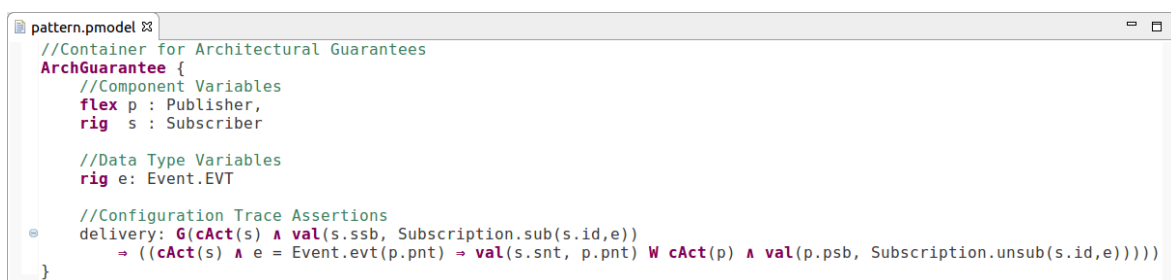 pattern.pmodel
//Container for Architectural Guarantees
ArchGuarantee {
//Component Variables
flex p : Publisher,
rig s : Subscriber
//Data Type Variables
rig e: Event.EVT
//Configuration Trace Assertions
delivery: G(cAct(s) ∧ val(s.ssb, Subscription.sub(s.id,e))
⇒ ((cAct(s) ∧ e = Event.evt(p.pnt) ⇒ val(s.snt, p.pnt) W cAct(p) ∧ val(p.psb, Subscription.unsub(s.id,e)))))
}